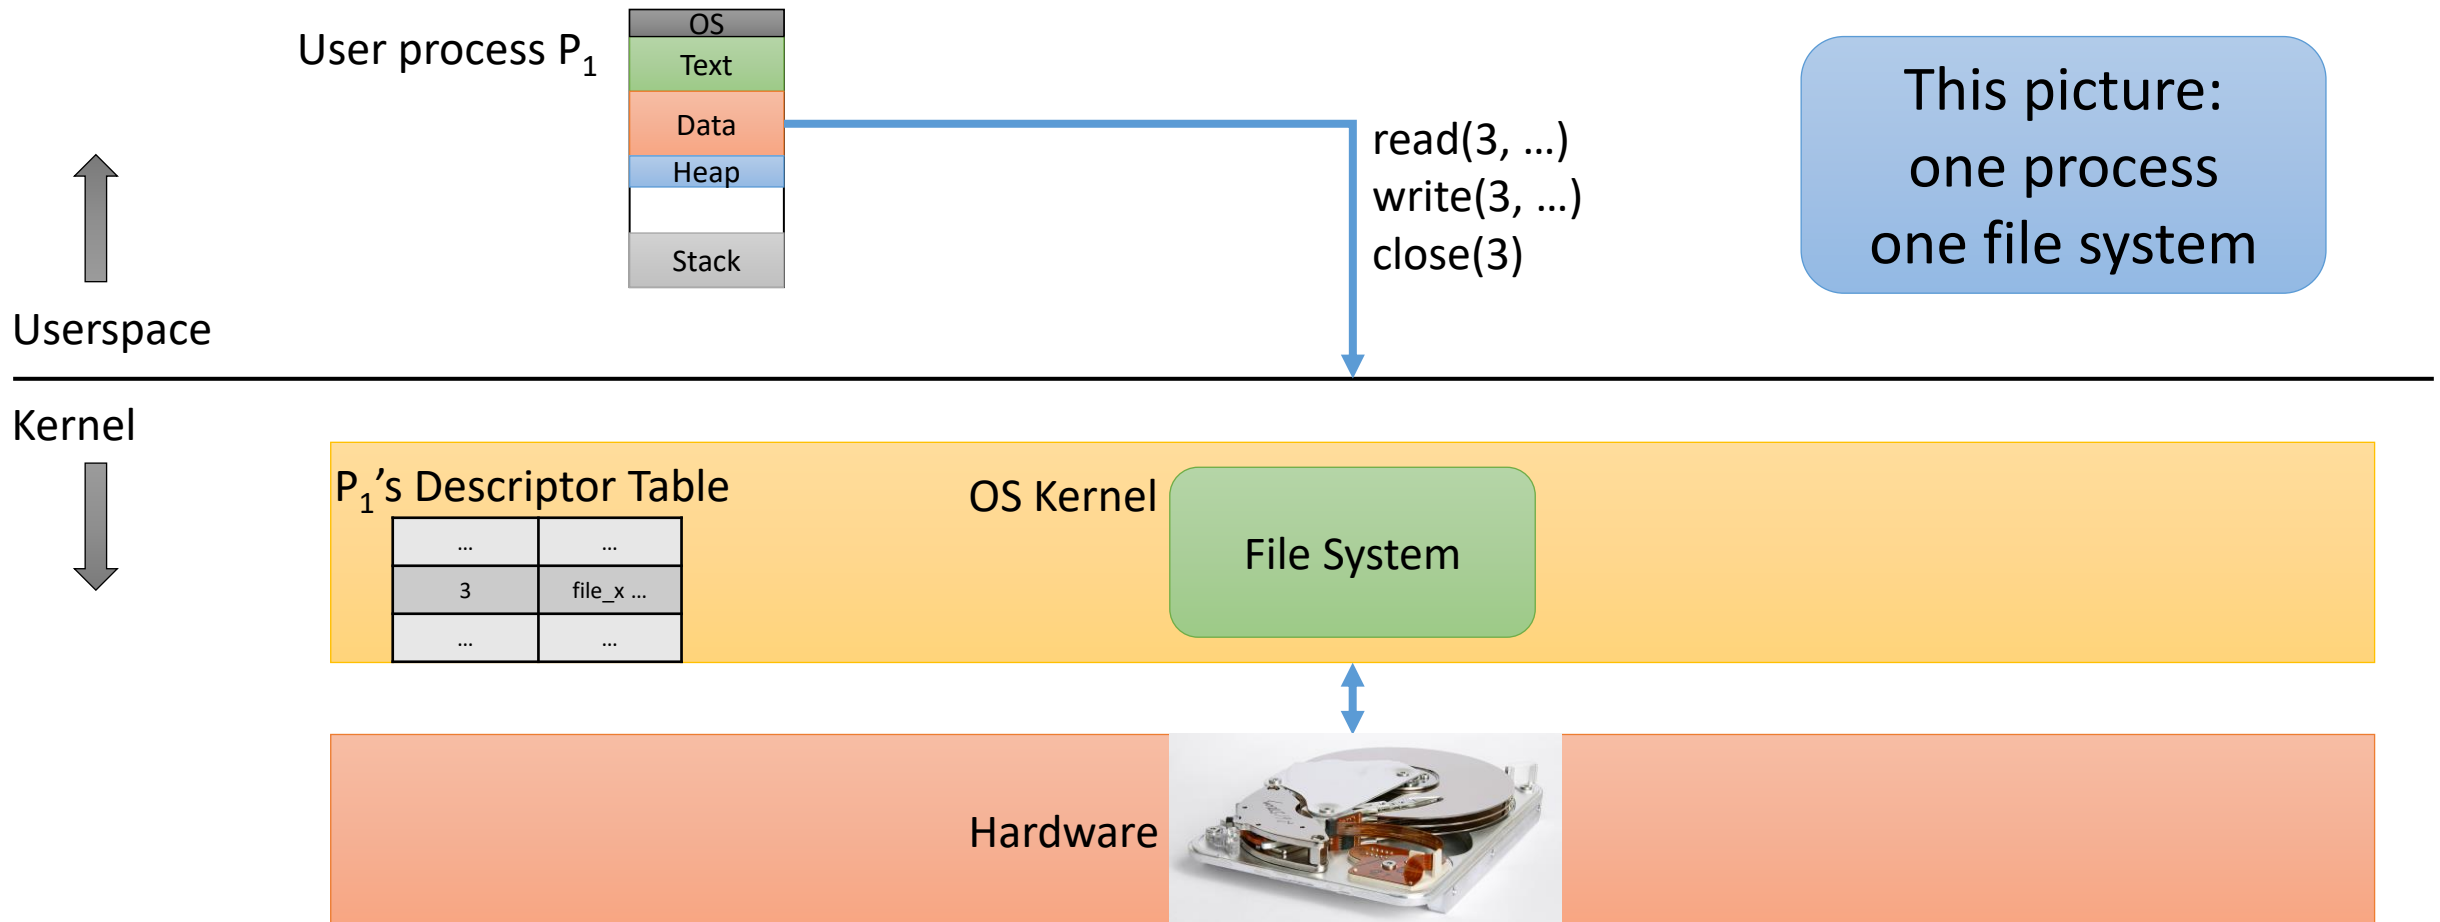 OS
User process P1
Text
Data
Heap
Stack
read(3, …)
write(3, …)
close(3)
This picture:
one process
one file system
Userspace
Kernel
P1’s Descriptor Table
… …
3 file_x …
… …
OS Kernel
File System
Hardware